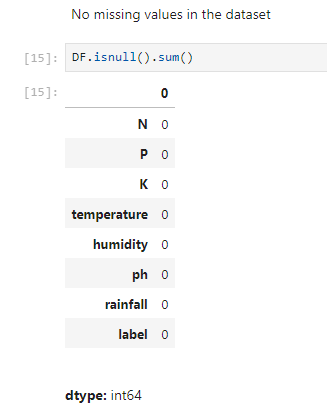 No missing values in the dataset
[15]: DF.isnull().sum()
[15]: 0
N 0
P 0
K 0
temperature 0
humidity 0
ph 0
rainfall 0
label 0
dtype: int64